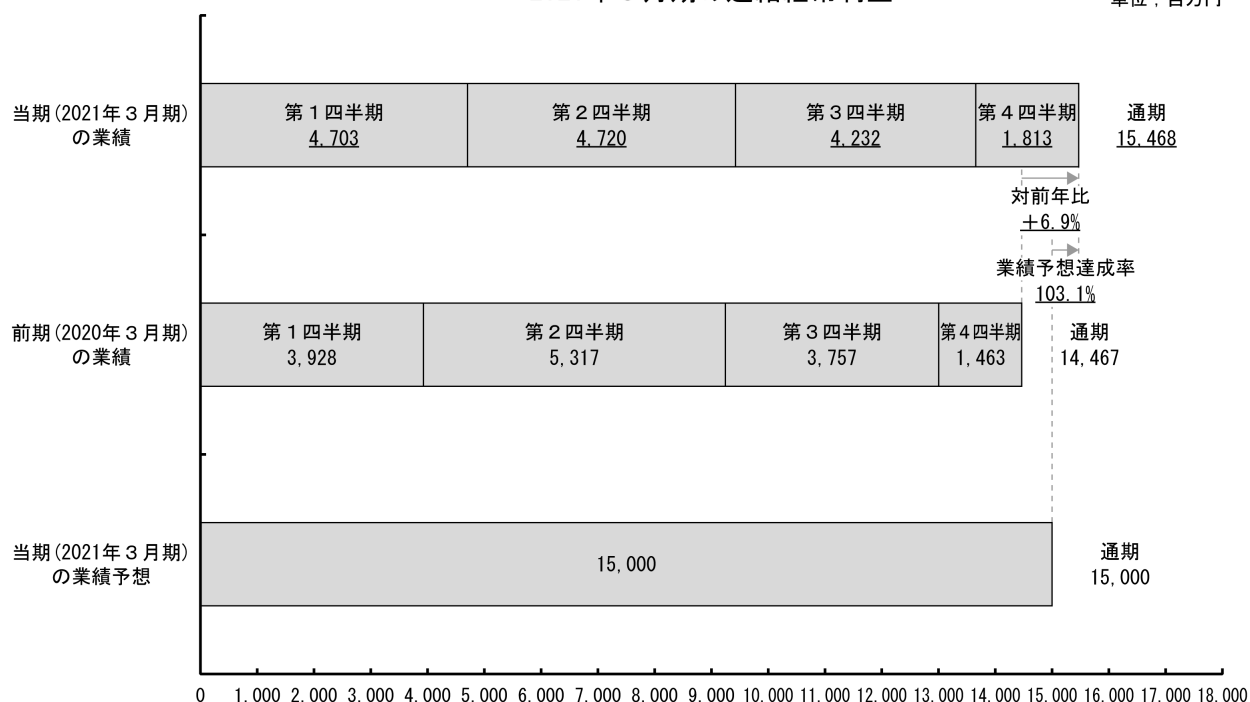 当期(2021年３月期)
の業績
第１四半期
4,703
第２四半期
4,720
第３四半期
4,232
第４四半期
1,813
通期
15,468
対前年比
＋6.9%
業績予想達成率
103.1%
前期(2020年３月期)
の業績
第１四半期
3,928
第２四半期
5,317
第３四半期
3,757
第４四半期
1,463
通期
14,467
当期(2021年３月期)
の業績予想
15,000
通期
15,000
0 1,000 2,000 3,000 4,000 5,000 6,000 7,000 8,000 9,000 10,000 11,000 12,000 13,000 14,000 15,000 16,000 17,000 18,000